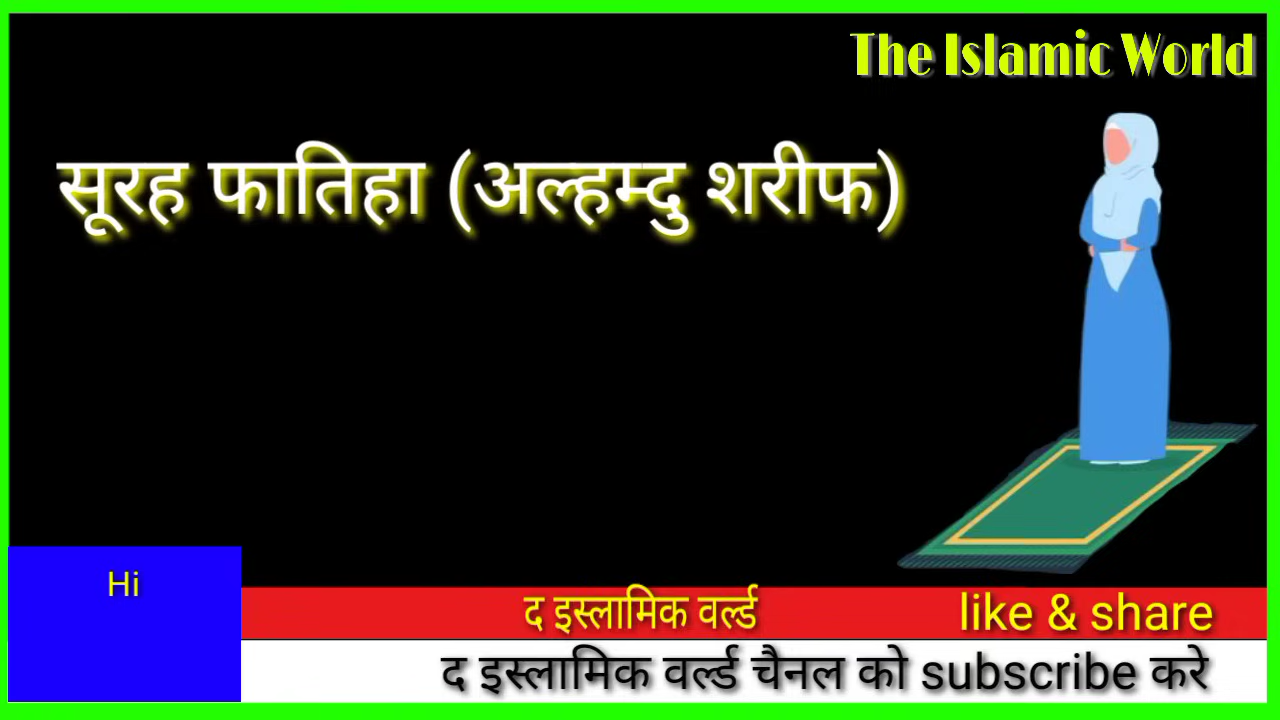 The Islamic World
सूरह फातिहा (अल्हम्दु शरीफ)
Hi
द इस्लामिक वर्ल्ड
like & share
द इस्लामिक वर्ल्ड चैनल को subscribe करे